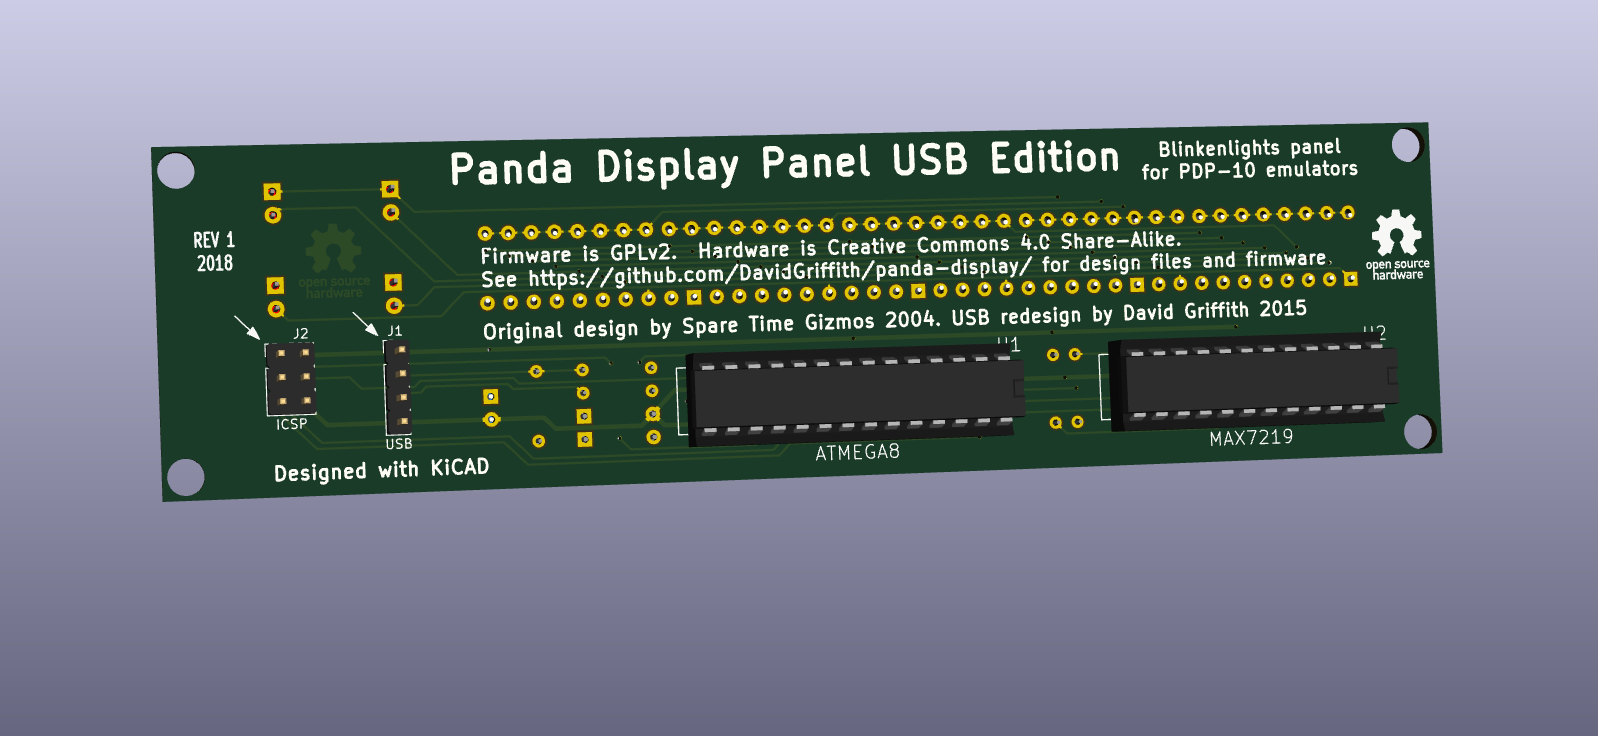 Panda Display Panel USB Edition
Blinkenlights panel
for PDP-10 emulators
REV 1
2018
Firmware is GPLv2. Hardware is Creative Commons 4.0 Share-Alike.
See https://github.com/DavidGriffith/panda-display/ for design files and firmware.
open source
hardware
open source
hardware
Original design by Spare Time Gizmos 2004. USB redesign by David Griffith 2015
J2
J1
U1
U2
ICSP
USB
ATMEGA8
MAX7219
Designed with KiCAD